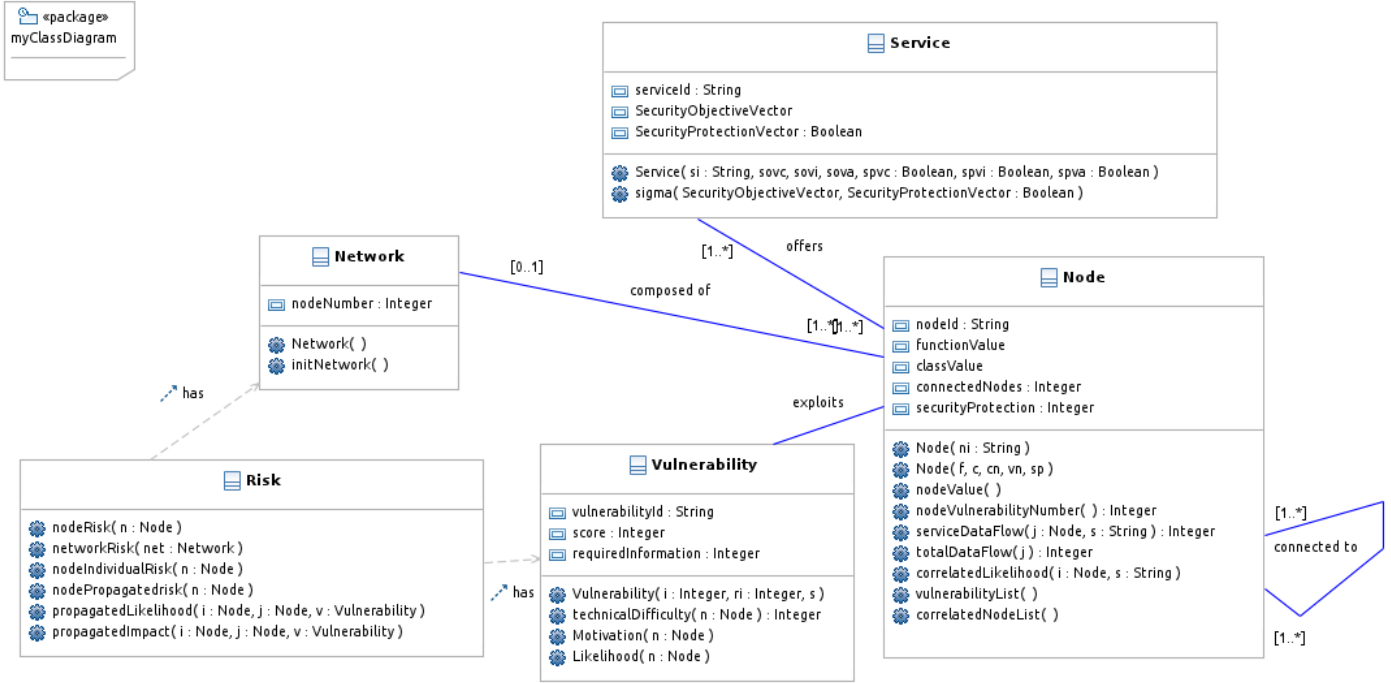 «package»
myClassDiagram
Service
serviceId : String
SecurityObjectiveVector
SecurityProtectionVector : Boolean
Service( si : String, sovc, sovi, sova, spvc : Boolean, spvi : Boolean, spva : Boolean )
sigma( SecurityObjectiveVector, SecurityProtectionVector : Boolean )
[1..*]
offers
Network
nodeNumber : Integer
Network( )
initNetwork( )
[0..1]
composed of
[1..*]
[1..*]
Node
nodeId : String
functionValue
classValue
connectedNodes : Integer
securityProtection : Integer
Node( ni : String )
Node( f, c, cn, vn, sp )
nodeValue( )
nodeVulnerabilityNumber( ) : Integer
serviceDataFlow( j : Node, s : String ) : Integer
totalDataFlow( j ) : Integer
correlatedLikelihood( i : Node, s : String )
vulnerabilityList( )
correlatedNodeList( )
[1..*]
connected to
[1..*]
has
exploits
Risk
nodeRisk( n : Node )
networkRisk( net : Network )
nodeIndividualRisk( n : Node )
nodePropagatedrisk( n : Node )
propagatedLikelihood( i : Node, j : Node, v : Vulnerability )
propagatedImpact( i : Node, j : Node, v : Vulnerability )
has
Vulnerability
vulnerabilityId : String
score : Integer
requiredInformation : Integer
Vulnerability( i : Integer, ri : Integer, s )
technicalDifficulty( n : Node ) : Integer
Motivation( n : Node )
Likelihood( n : Node )